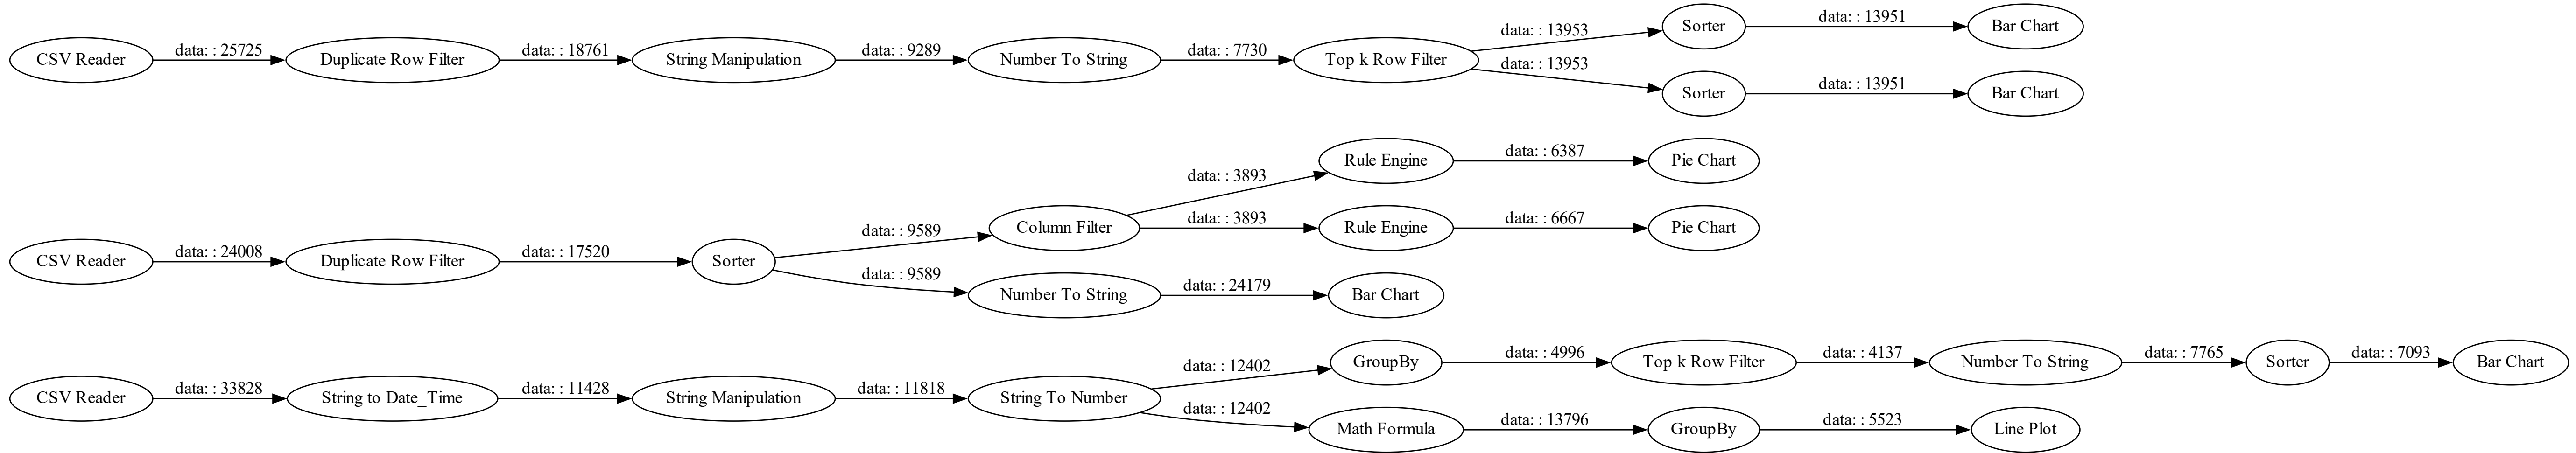 CSV Reader
data: : 25725
Duplicate Row Filter
data: : 18761
String Manipulation
data: : 9289
Number To String
data: : 7730
Top k Row Filter
data: : 13953
Sorter
data: : 13951
Bar Chart
data: : 13953
Sorter
data: : 13951
Bar Chart
CSV Reader
data: : 24008
Duplicate Row Filter
data: : 17520
Sorter
data: : 9589
Column Filter
data: : 3893
Rule Engine
data: : 6387
Pie Chart
data: : 3893
Rule Engine
data: : 6667
Pie Chart
data: : 9589
Number To String
data: : 24179
Bar Chart
CSV Reader
data: : 33828
String to Date_Time
data: : 11428
String Manipulation
data: : 11818
String To Number
data: : 12402
GroupBy
data: : 4996
Top k Row Filter
data: : 4137
Number To String
data: : 7765
Sorter
data: : 7093
Bar Chart
data: : 12402
Math Formula
data: : 13796
GroupBy
data: : 5523
Line Plot